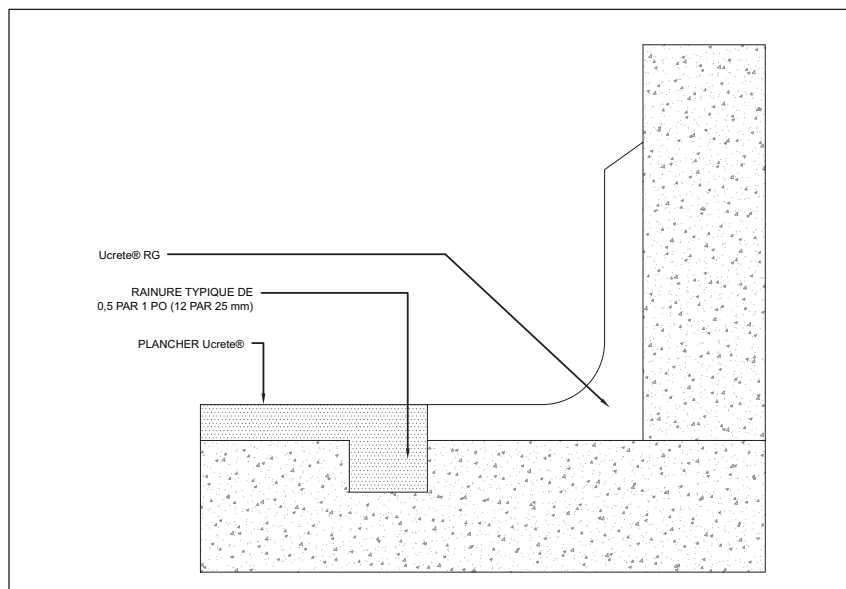 Ucrete® RG
RAINURE TYPIQUE DE
0,5 PAR 1 PO (12 PAR 25 mm)
PLANCHER Ucrete®